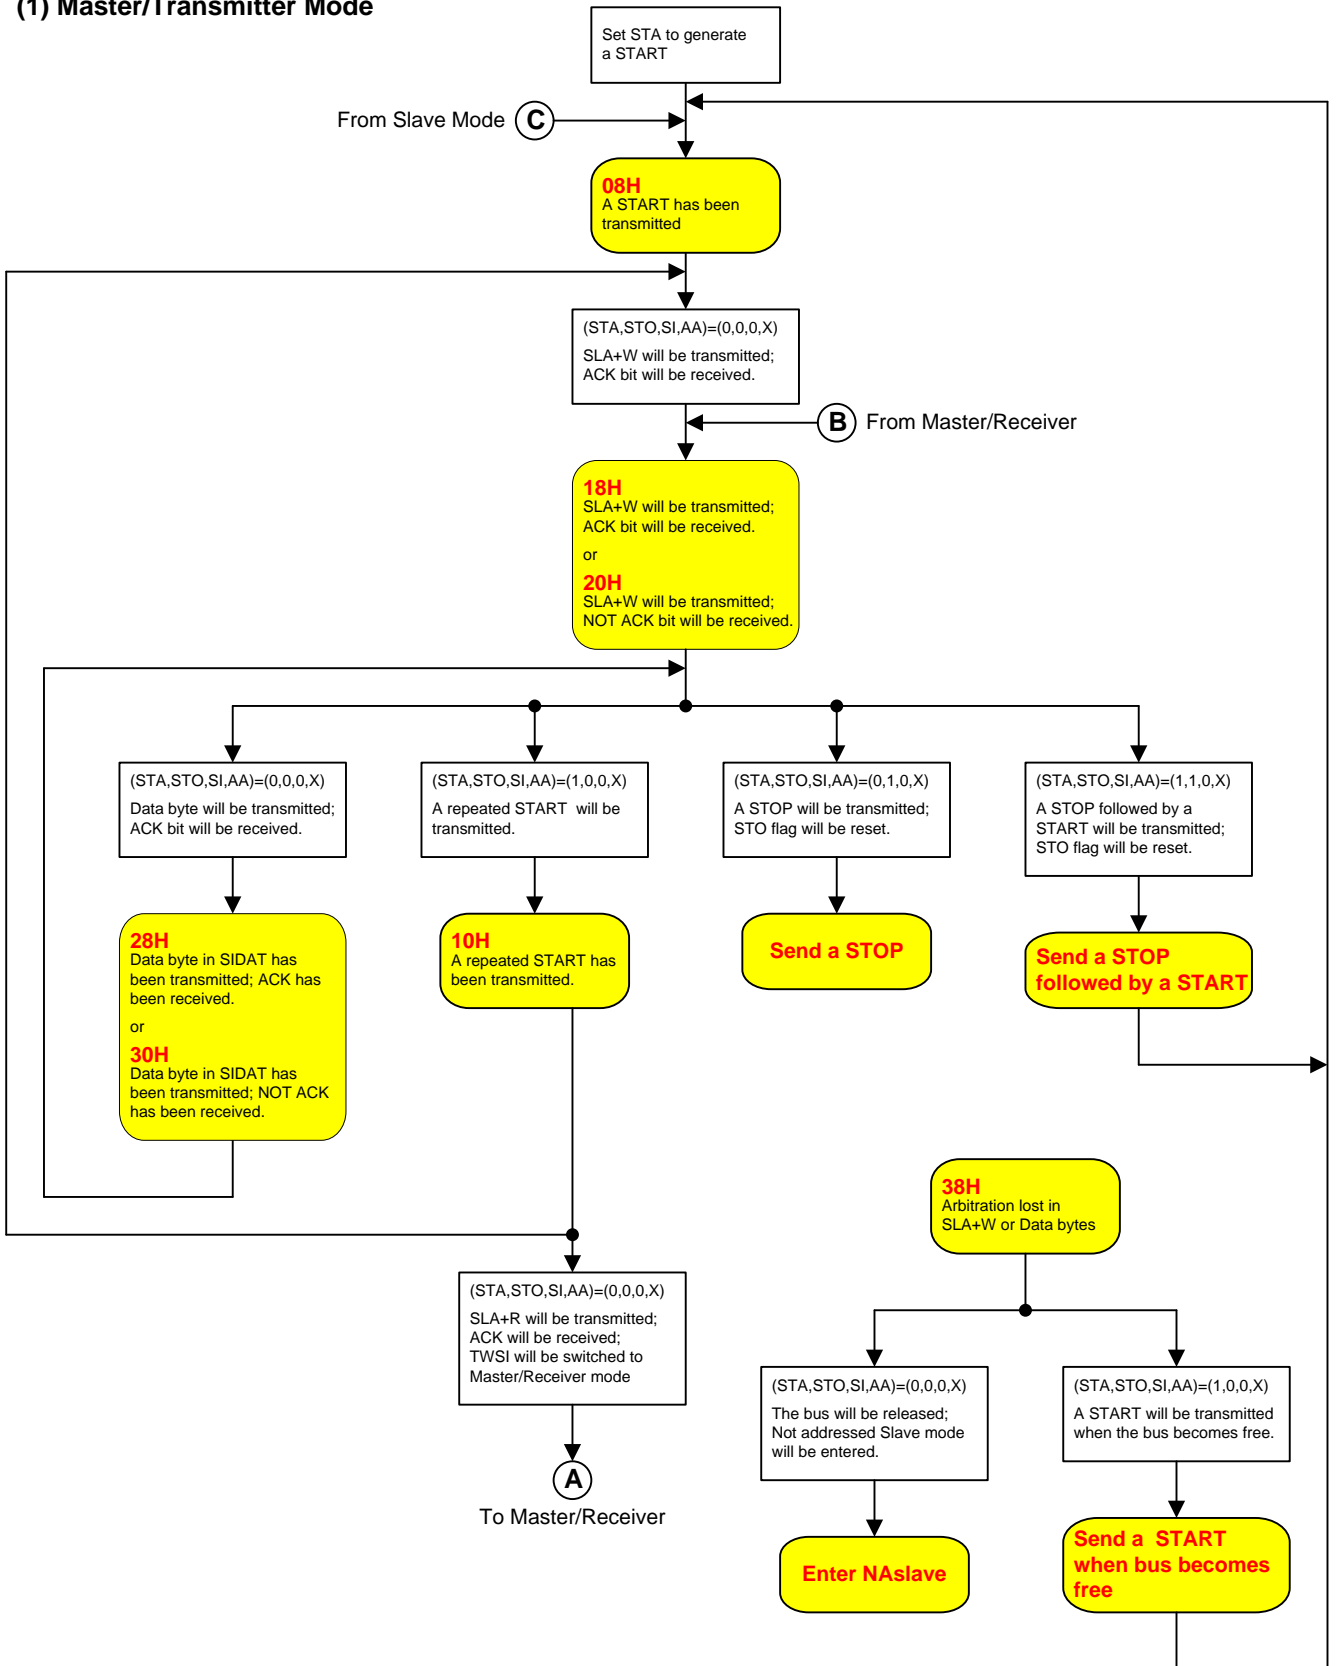 (1) Master/Transmitter Mode
Set STA to generate
a START
From Slave Mode
C
08H
A START has been
transmitted
(STA,STO,SI,AA)=(0,0,0,X)
SLA+W will be transmitted;
ACK bit will be received.
B
From Master/Receiver
18H
SLA+W will be transmitted;
ACK bit will be received.
or
20H
SLA+W will be transmitted;
NOT ACK bit will be received.
(STA,STO,SI,AA)=(0,0,0,X)
Data byte will be transmitted;
ACK bit will be received.
(STA,STO,SI,AA)=(1,0,0,X)
A repeated START  will be
transmitted.
(STA,STO,SI,AA)=(0,1,0,X)
A STOP will be transmitted;
STO flag will be reset.
(STA,STO,SI,AA)=(1,1,0,X)
A STOP followed by a
START will be transmitted;
STO flag will be reset.
28H
Data byte in SIDAT has
been transmitted; ACK has
been received.
or
30H
Data byte in SIDAT has
been transmitted; NOT ACK
has been received.
10H
A repeated START has
been transmitted.
Send a STOP
Send a STOP
followed by a START
38H
Arbitration lost in
SLA+W or Data bytes
(STA,STO,SI,AA)=(0,0,0,X)
SLA+R will be transmitted;
ACK will be received;
TWSI will be switched to
Master/Receiver mode
A
To Master/Receiver
(STA,STO,SI,AA)=(0,0,0,X)
The bus will be released;
Not addressed Slave mode
will be entered.
(STA,STO,SI,AA)=(1,0,0,X)
A START will be transmitted
when the bus becomes free.
Enter NAslave
Send a  START
when bus becomes
free